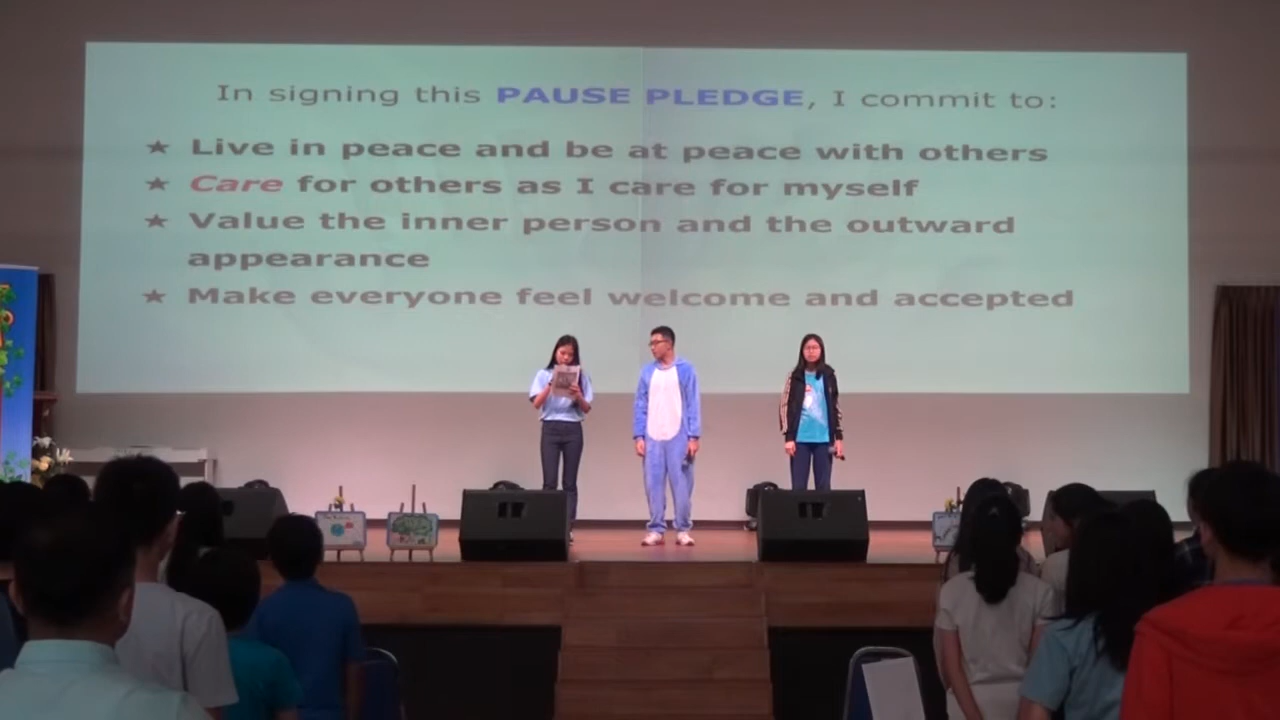 In signing this PAUSE PLEDGE, I commit to:
★ Live in peace and be at peace with others
★ Care for others as I care for myself
★ Value the inner person and the outward
appearance
★ Make everyone feel welcome and accepted